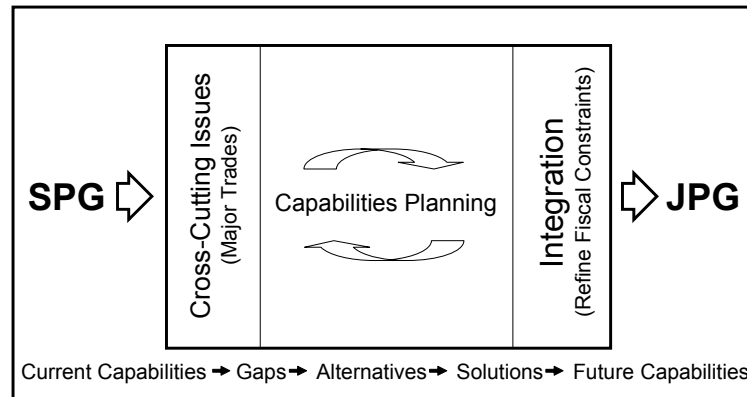 SPG
Cross-Cutting Issues
(Major Trades)
Capabilities Planning
Integration
(Refine Fiscal Constraints)
JPG
Current Capabilities → Gaps → Alternatives → Solutions → Future Capabilities